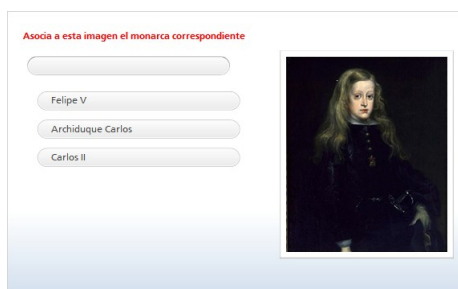 Asocia a esta imagen el monarca correspondiente
Felipe V
Archiduque Carlos
Carlos II